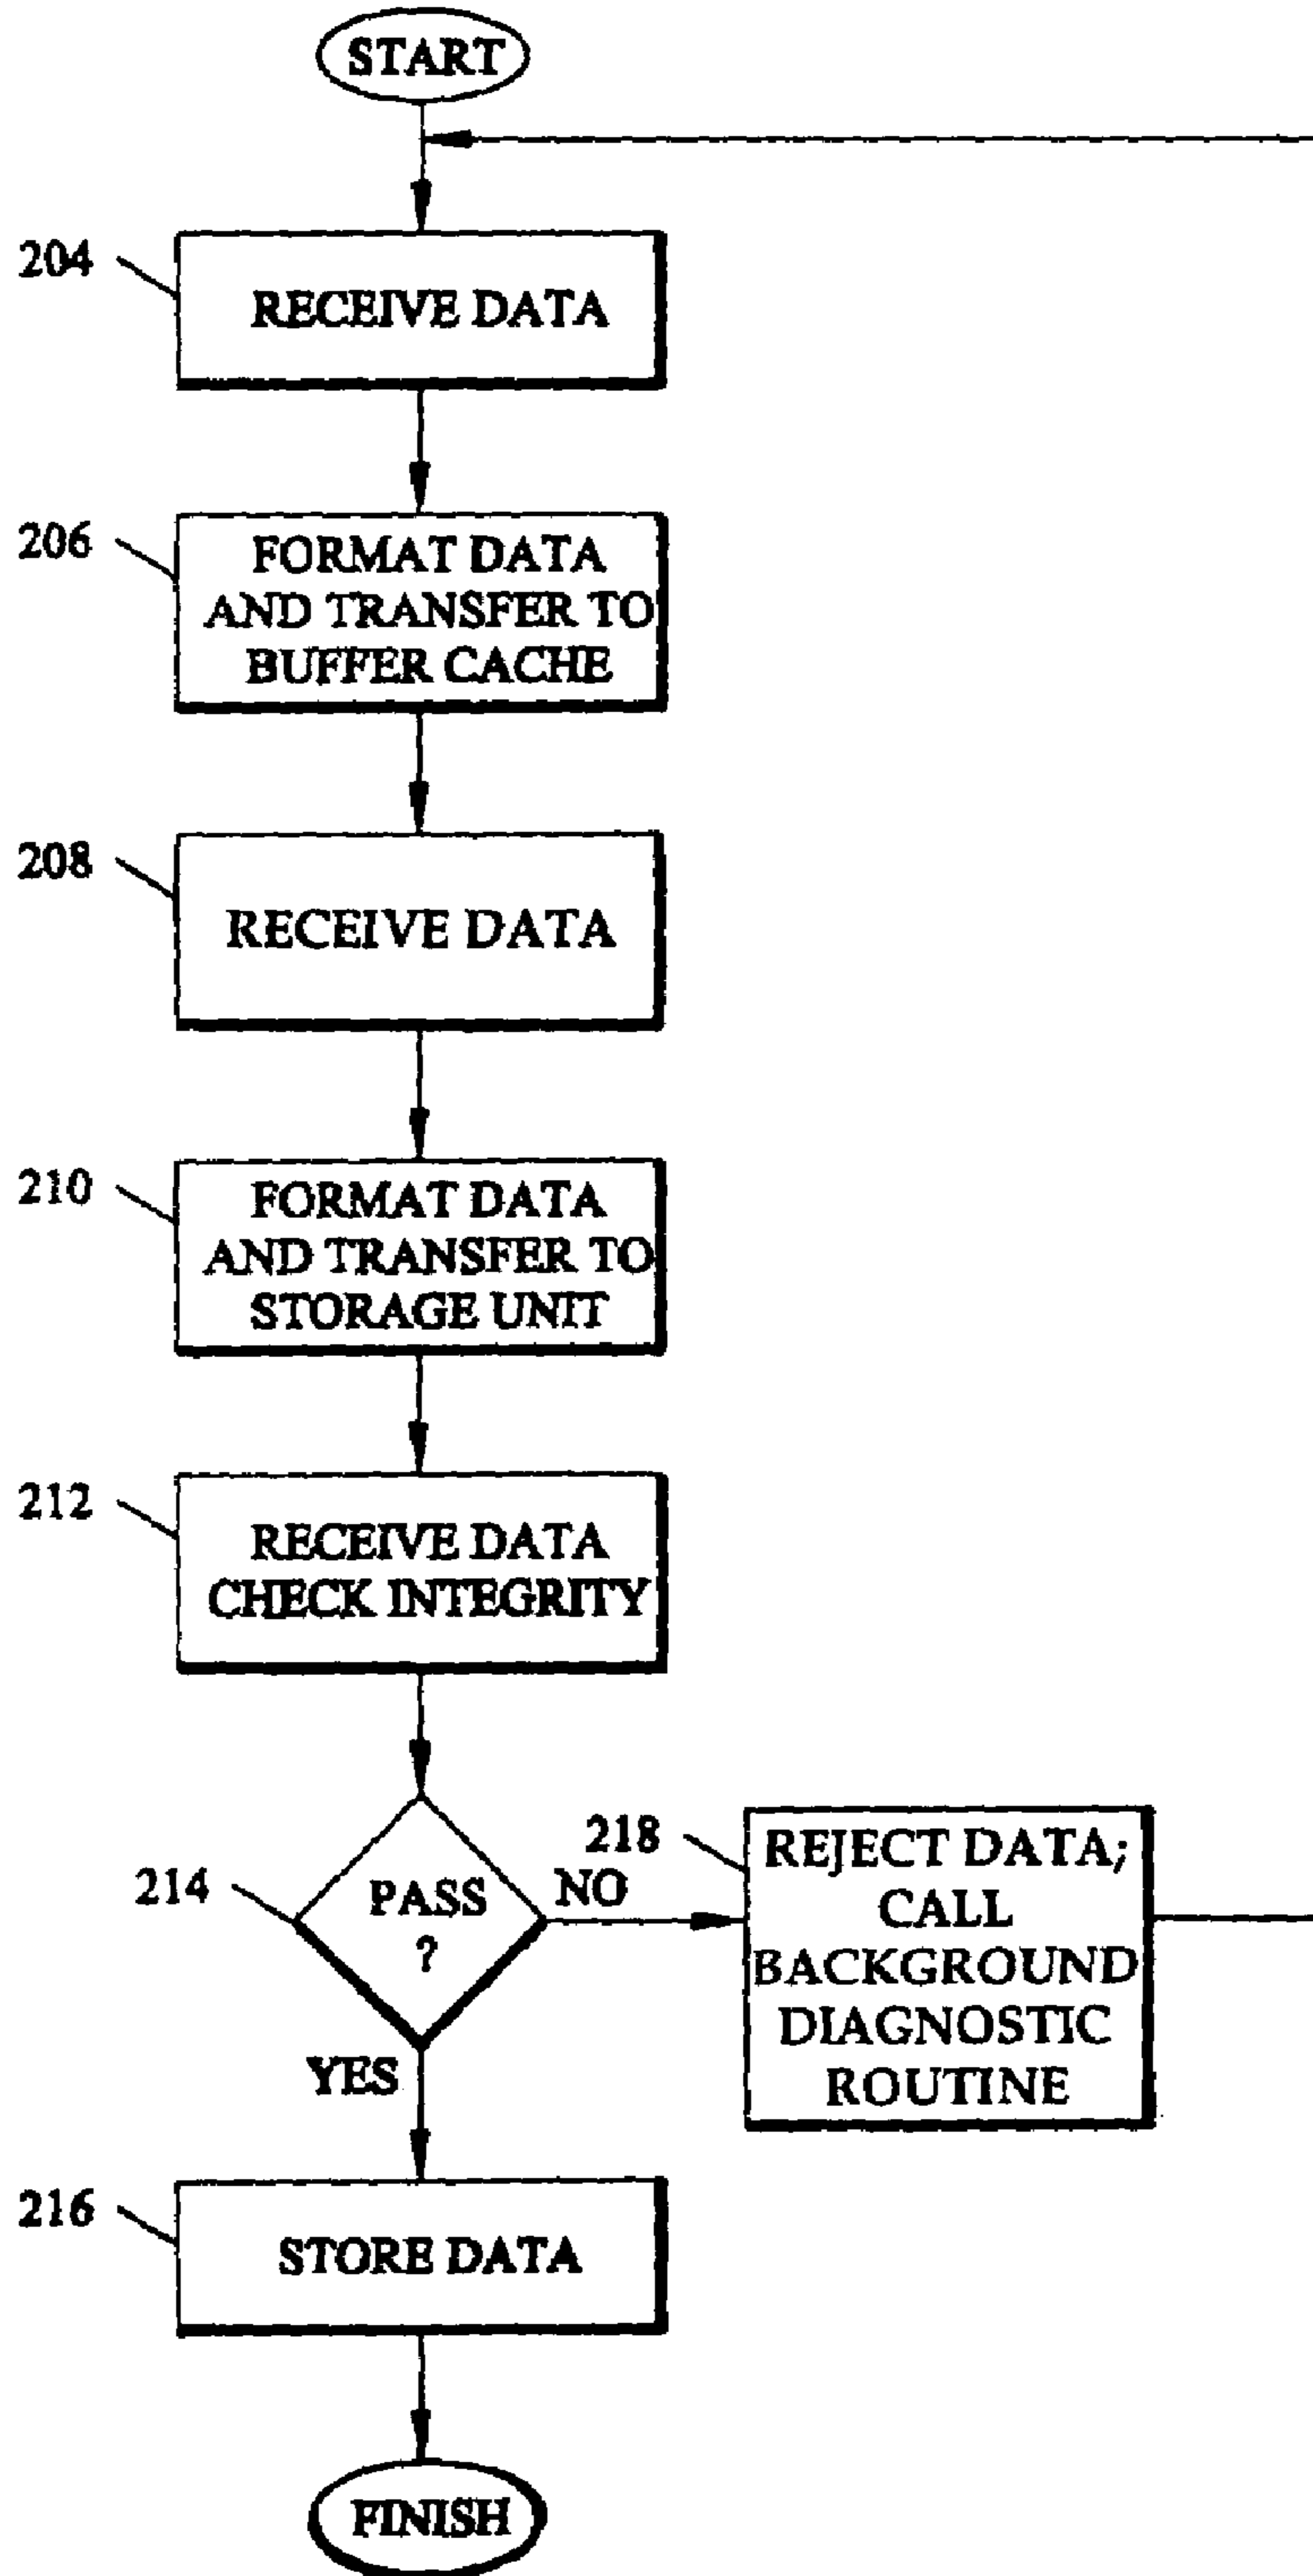 START
204
RECEIVE DATA
206
FORMAT DATA
AND TRANSFER TO
BUFFER CACHE
208
RECEIVE DATA
210
FORMAT DATA
AND TRANSFER TO
STORAGE UNIT
212
RECEIVE DATA
CHECK INTEGRITY
214
PASS
?
NO
218
REJECT DATA;
CALL
BACKGROUND
DIAGNOSTIC
ROUTINE
YES
216
STORE DATA
FINISH